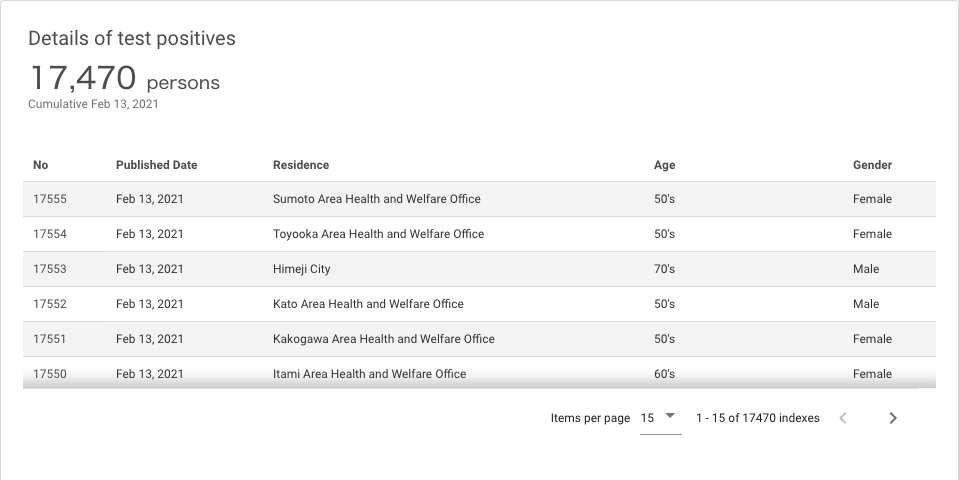 Details of test positives
17,470 persons
Cumulative Feb 13, 2021
No Published Date Residence Age Gender
17555 Feb 13, 2021 Sumoto Area Health and Welfare Office 50's Female
17554 Feb 13, 2021 Toyooka Area Health and Welfare Office 50's Female
17553 Feb 13, 2021 Himeji City 70's Male
17552 Feb 13, 2021 Kato Area Health and Welfare Office 50's Male
17551 Feb 13, 2021 Kakogawa Area Health and Welfare Office 50's Female
17550 Feb 13, 2021 Itami Area Health and Welfare Office 60's Female
Items per page 15 1 - 15 of 17470 indexes